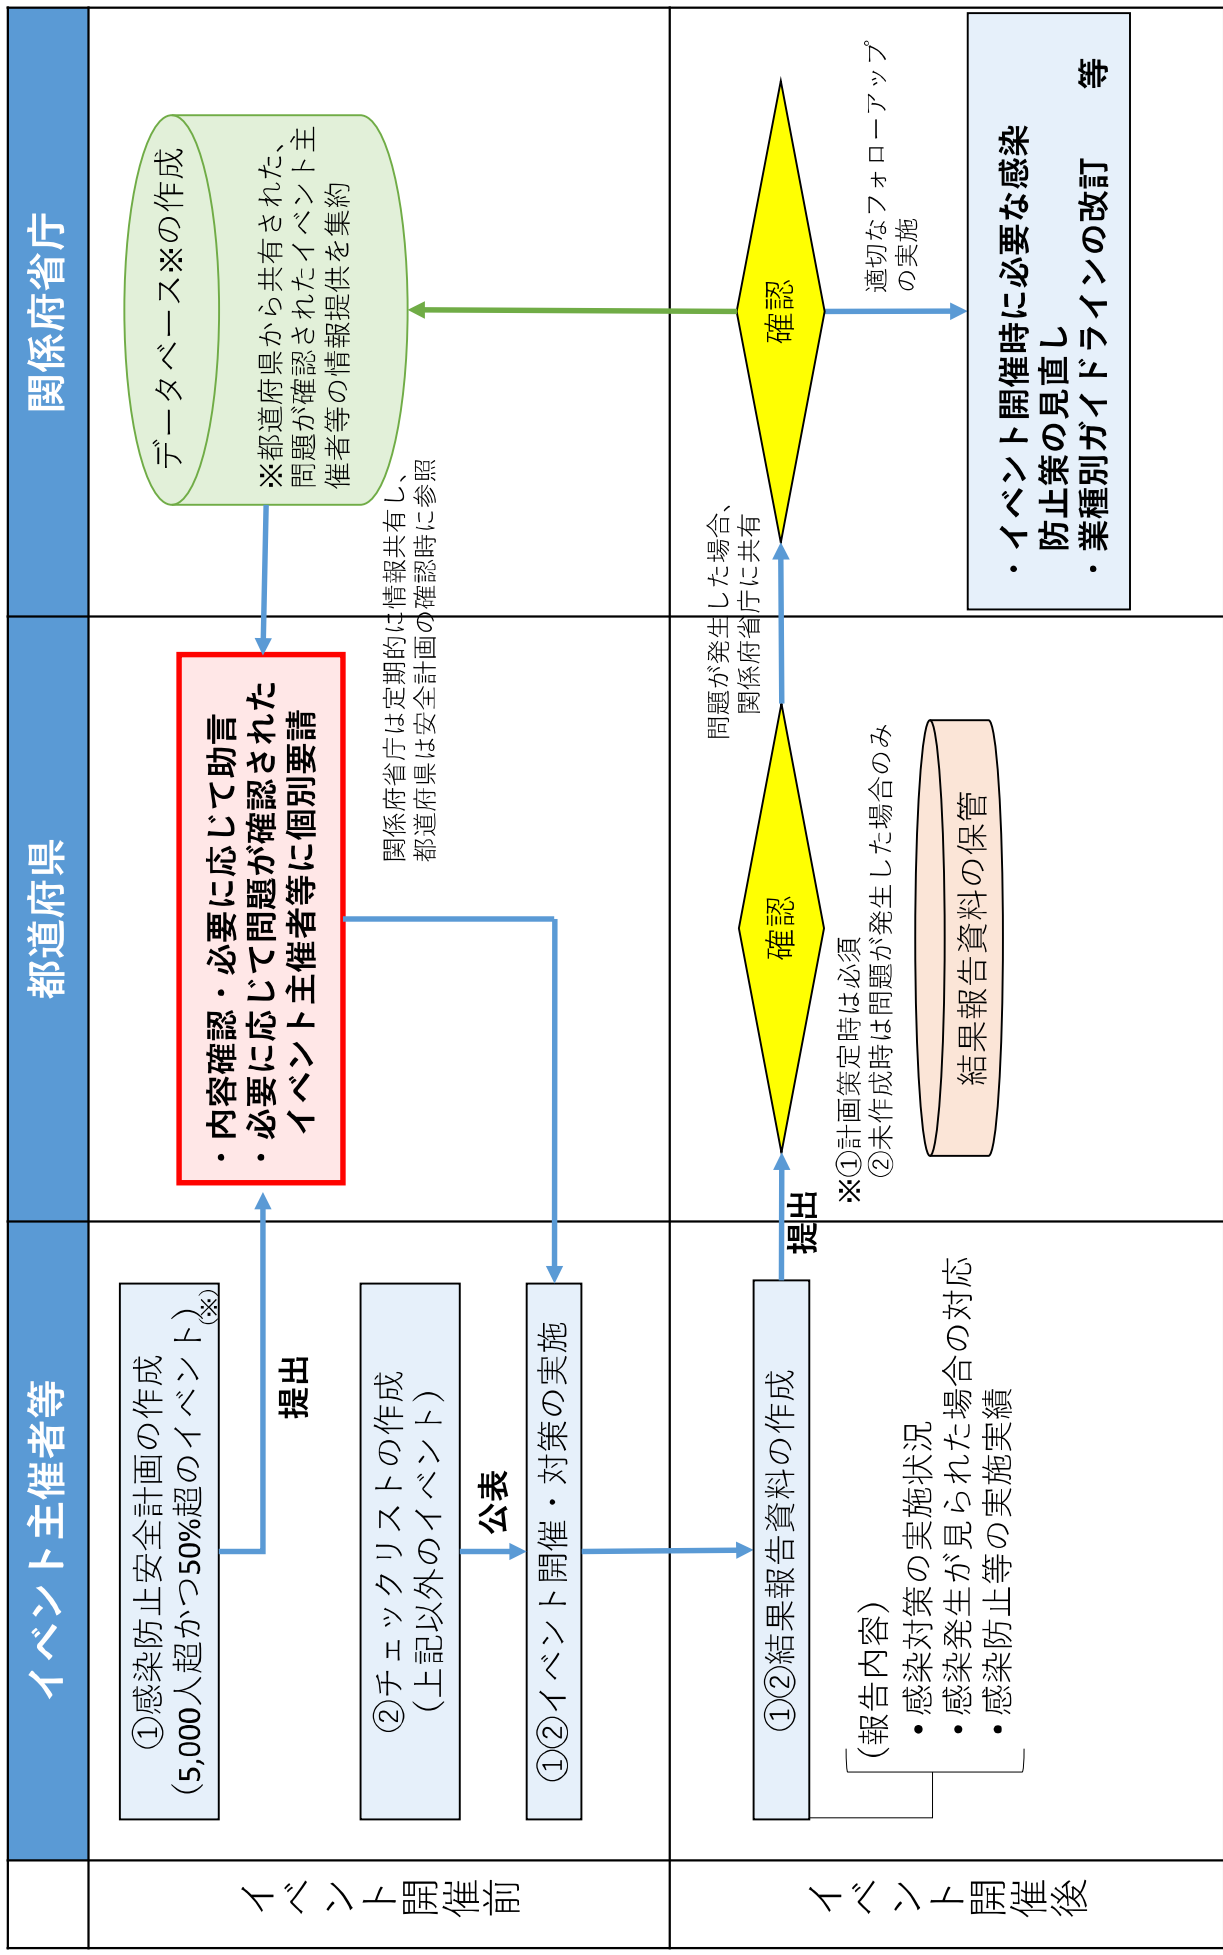 イベント主催者等
都道府県
関係府省庁
イベント開催前
①感染防止安全計画の作成
(5,000人超かつ50%超のイベント)(※)
提出
・内容確認・必要に応じて助言
・必要に応じて問題が確認された
イベント主催者等に個別要請
データベース※の作成
※都道府県から共有された、
問題が確認されたイベント主
催者等の情報提供を集約
関係府省庁は定期的に情報共有し、
都道府県は安全計画の確認時に参照
②チェックリストの作成
(上記以外のイベント)
公表
①②イベント開催・対策の実施
イベント開催後
①②結果報告資料の作成
提出
(報告内容)
・感染対策の実施状況
・感染発生が見られた場合の対応
・感染防止等の実施実績
確認
※①計画策定時は必須
②未作成時は問題が発生した場合のみ
結果報告資料の保管
問題が発生した場合、
関係府省庁に共有
確認
適切なフォローアップ
の実施
・イベント開催時に必要な感染
防止策の見直し
・業種別ガイドラインの改訂　等